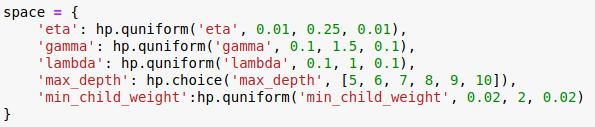 space = {
    'eta': hp.quniform('eta', 0.01, 0.25, 0.01),
    'gamma': hp.quniform('gamma', 0.1, 1.5, 0.1),
    'lambda': hp.quniform('lambda', 0.1, 1, 0.1),
    'max_depth': hp.choice('max_depth', [5, 6, 7, 8, 9, 10]),
    'min_child_weight':hp.quniform('min_child_weight', 0.02, 2, 0.02)
}